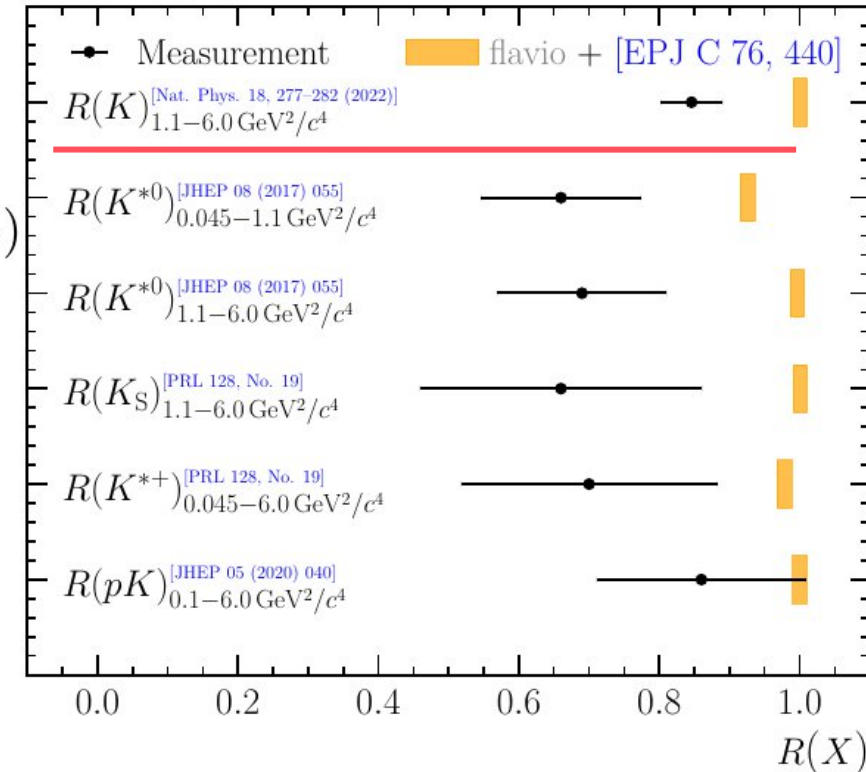 Measurement flavio + [EPJ C 76, 440]
R(K)[Nat. Phys. 18, 277–282 (2022)] 1.1−6.0 GeV²/c⁴
R(K*⁰)[JHEP 08 (2017) 055] 0.045−1.1 GeV²/c⁴
)
R(K*⁰)[JHEP 08 (2017) 055] 1.1−6.0 GeV²/c⁴
R(K_S)[PRL 128, No. 19] 1.1−6.0 GeV²/c⁴
R(K*⁺)[PRL 128, No. 19] 0.045−6.0 GeV²/c⁴
R(pK)[JHEP 05 (2020) 040] 0.1−6.0 GeV²/c⁴
0.0 0.2 0.4 0.6 0.8 1.0
R(X)